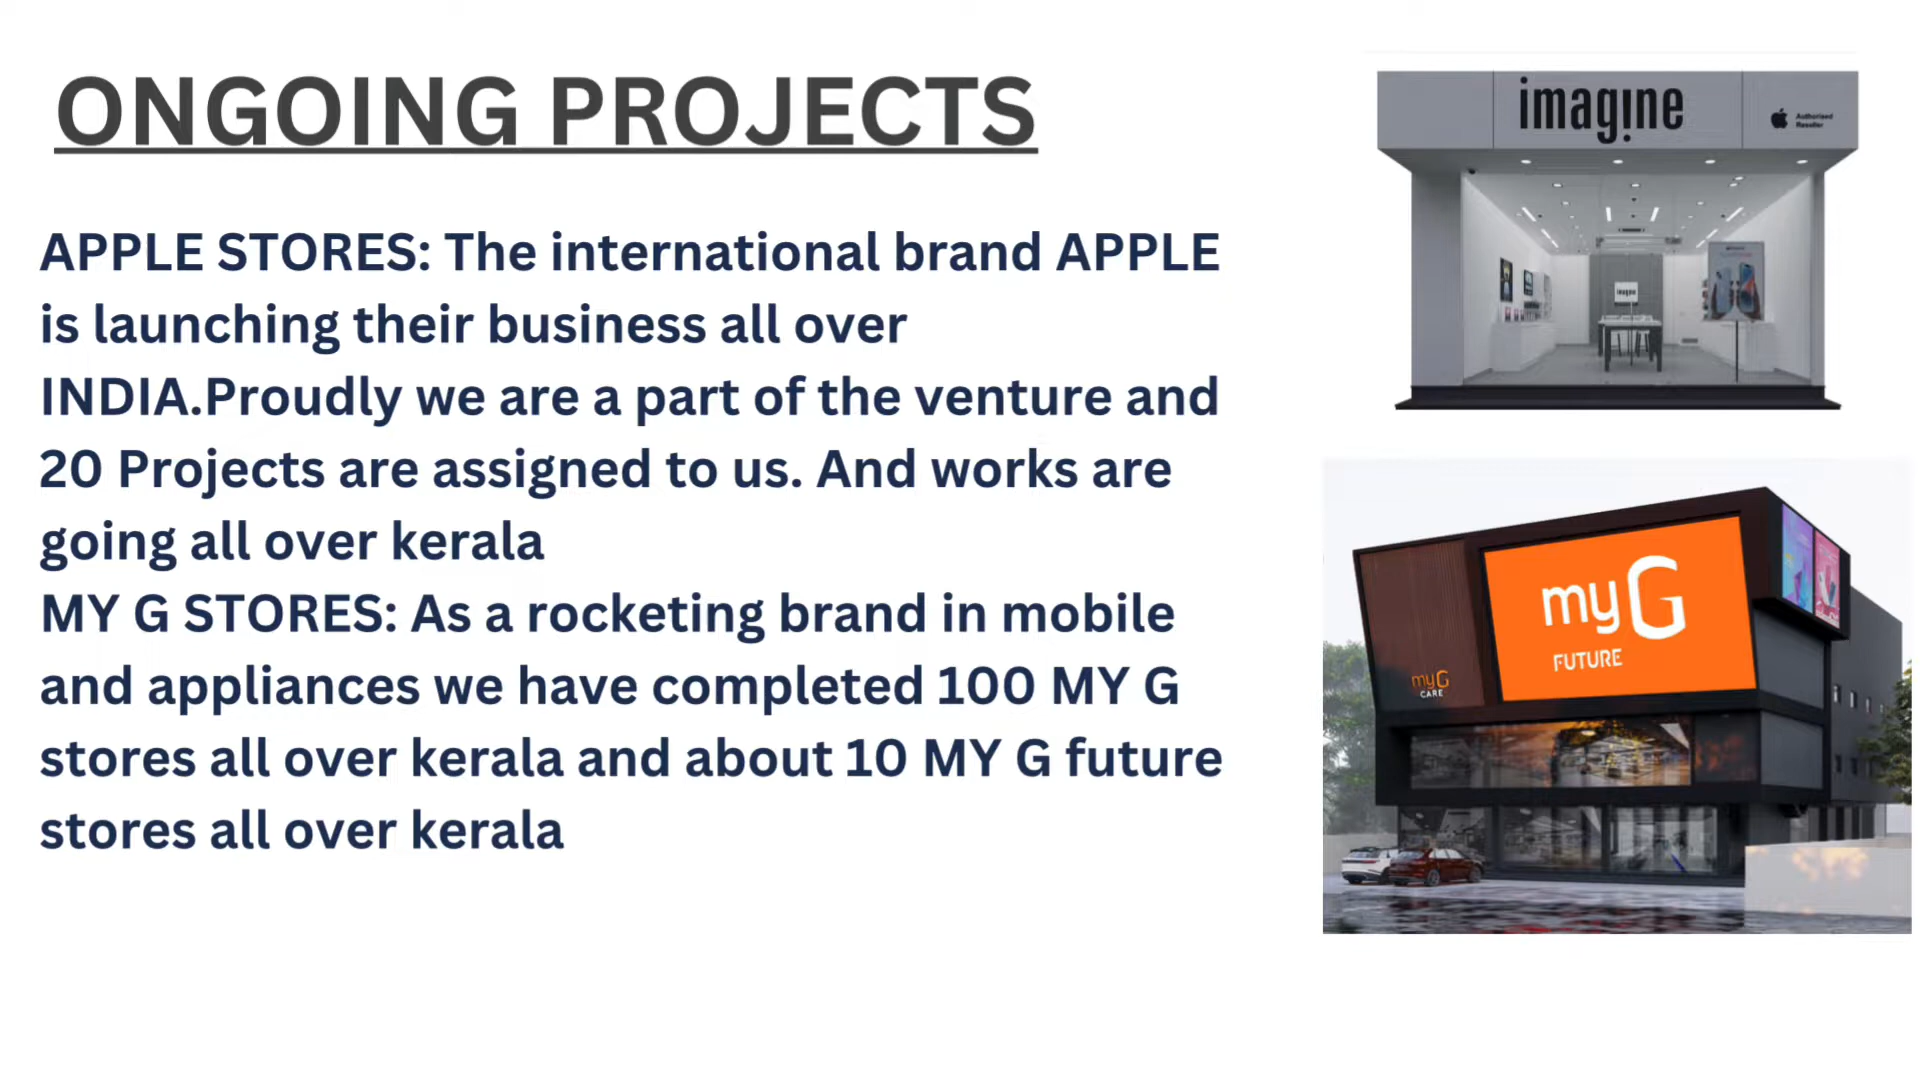 ONGOING PROJECTS
APPLE STORES: The international brand APPLE
is launching their business all over
INDIA.Proudly we are a part of the venture and
20 Projects are assigned to us. And works are
going all over kerala
MY G STORES: As a rocketing brand in mobile
and appliances we have completed 100 MY G
stores all over kerala and about 10 MY G future
stores all over kerala
imagine
Authorised
Reseller
imagine
myG
FUTURE
myG
CARE